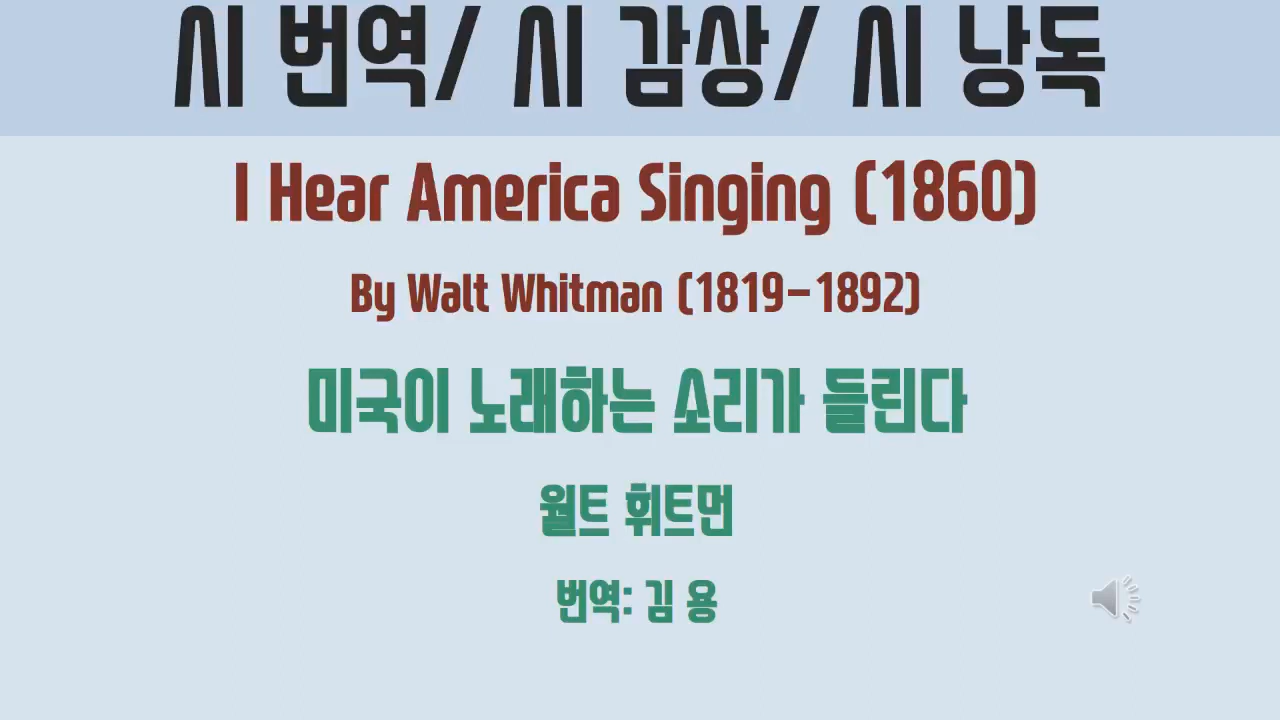 시 번역/ 시 감상/ 시 낭독
I Hear America Singing (1860)
By Walt Whitman (1819-1892)
미국이 노래하는 소리가 들린다
월트 휘트먼
번역: 김 용